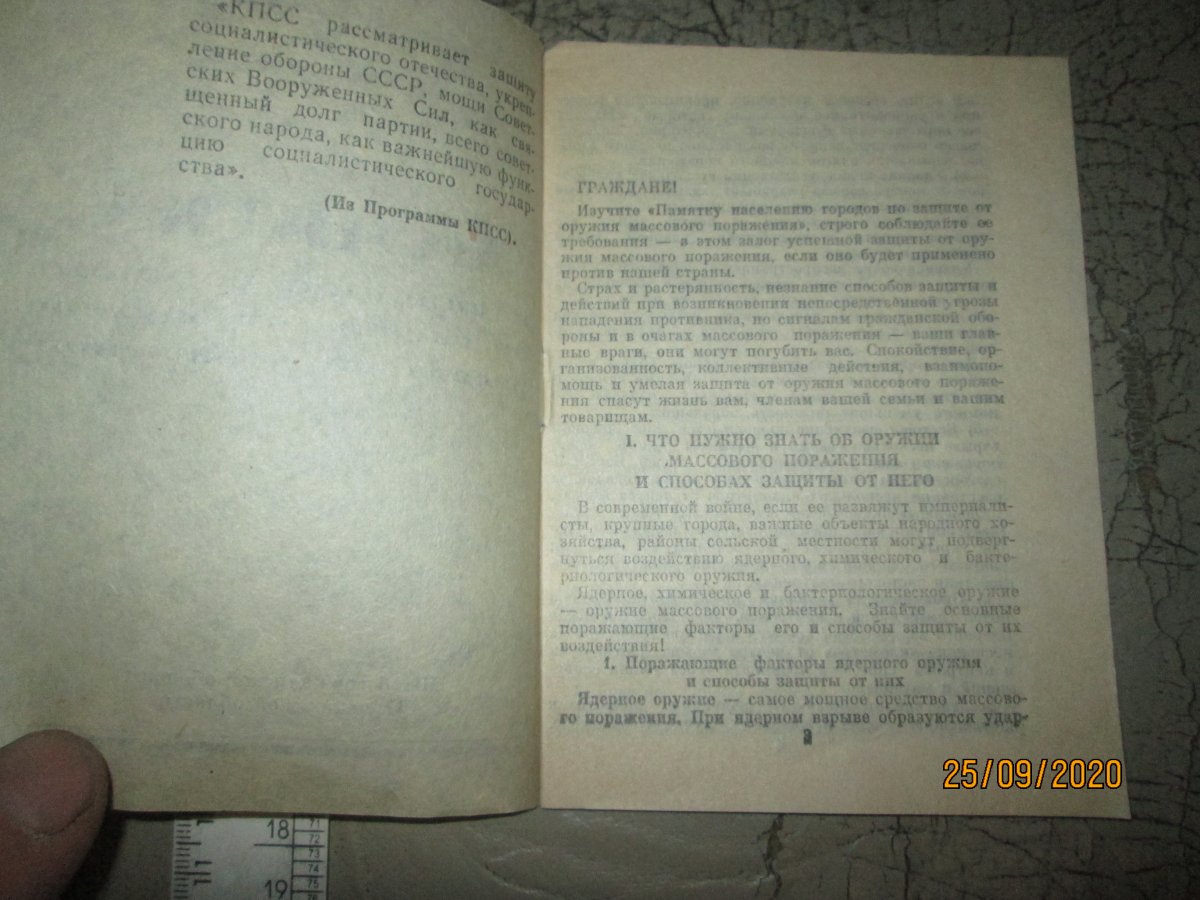 «КПСС рассматривает защиту
социалистического отечества, укреп-
ление обороны СССР, мощи Совет-
ских Вооруженных Сил, как свя-
щенный долг партии, всего совет-
ского народа, как важнейшую функ-
цию социалистического государ-
ства».
(Из Программы КПСС).
ГРАЖДАНЕ!
Изучите «Памятку населению городов по защите от
оружия массового поражения», строго соблюдайте ее
требования — в этом залог успешной защиты от ору-
жия массового поражения, если оно будет применено
против нашей страны.
Страх и растерянность, незнание способов защиты и
действий при возникновении непосредственной угрозы
нападения противника, по сигналам гражданской обо-
роны и в очагах массового поражения — ваши глав-
ные враги, они могут погубить вас. Спокойствие, ор-
ганизованность, коллективные действия, взаимопо-
мощь и умелая защита от оружия массового пораже-
ния спасут жизнь вам, членам вашей семьи и вашим
товарищам.
1. ЧТО НУЖНО ЗНАТЬ ОБ ОРУЖИИ
МАССОВОГО ПОРАЖЕНИЯ
И СПОСОБАХ ЗАЩИТЫ ОТ НЕГО
В современной войне, если ее развяжут империали-
сты, крупные города, важные объекты народного хо-
зяйства, районы сельской местности могут подверг-
нуться воздействию ядерного, химического и бакте-
риологического оружия.
Ядерное, химическое и бактериологическое оружие
— оружие массового поражения. Знайте основные
поражающие факторы его и способы защиты от их
воздействия!
1. Поражающие факторы ядерного оружия
и способы защиты от них
Ядерное оружие — самое мощное средство массово-
го поражения. При ядерном взрыве образуются удар-
3
25/09/2020
18
71
72
73
74
75
19
11